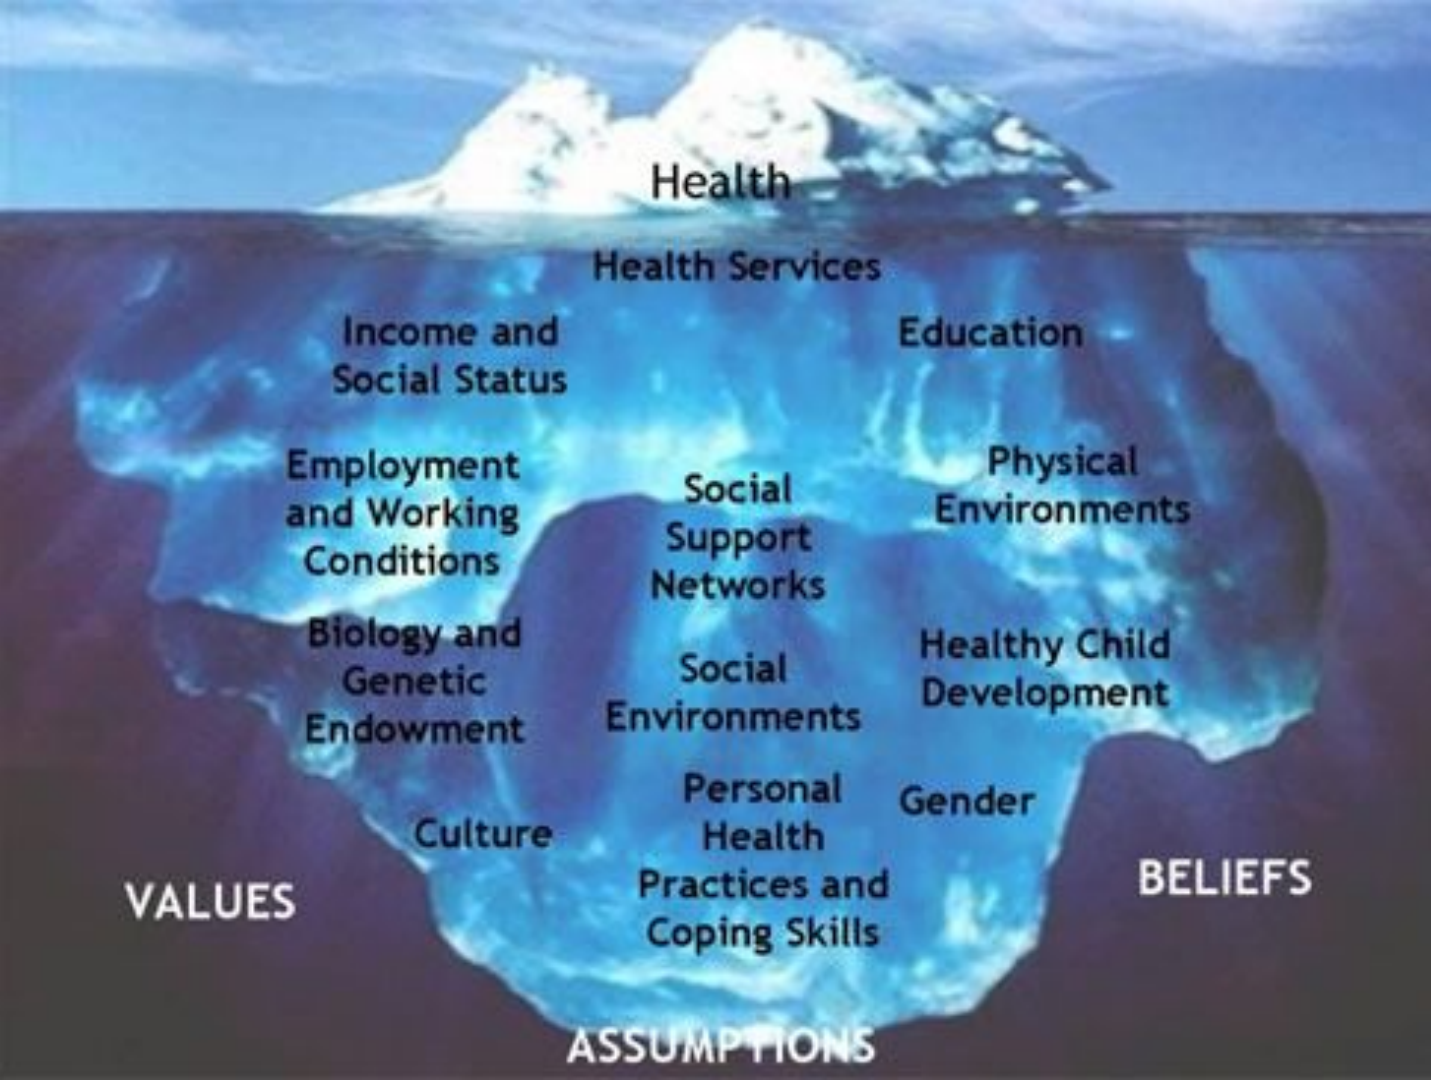 Health
Health Services
Income and
Social Status
Education
Employment
and Working
Conditions
Social
Support
Networks
Physical
Environments
Biology and
Genetic
Endowment
Social
Environments
Healthy Child
Development
Culture
Personal
Health
Practices and
Coping Skills
Gender
VALUES
BELIEFS
ASSUMPTIONS